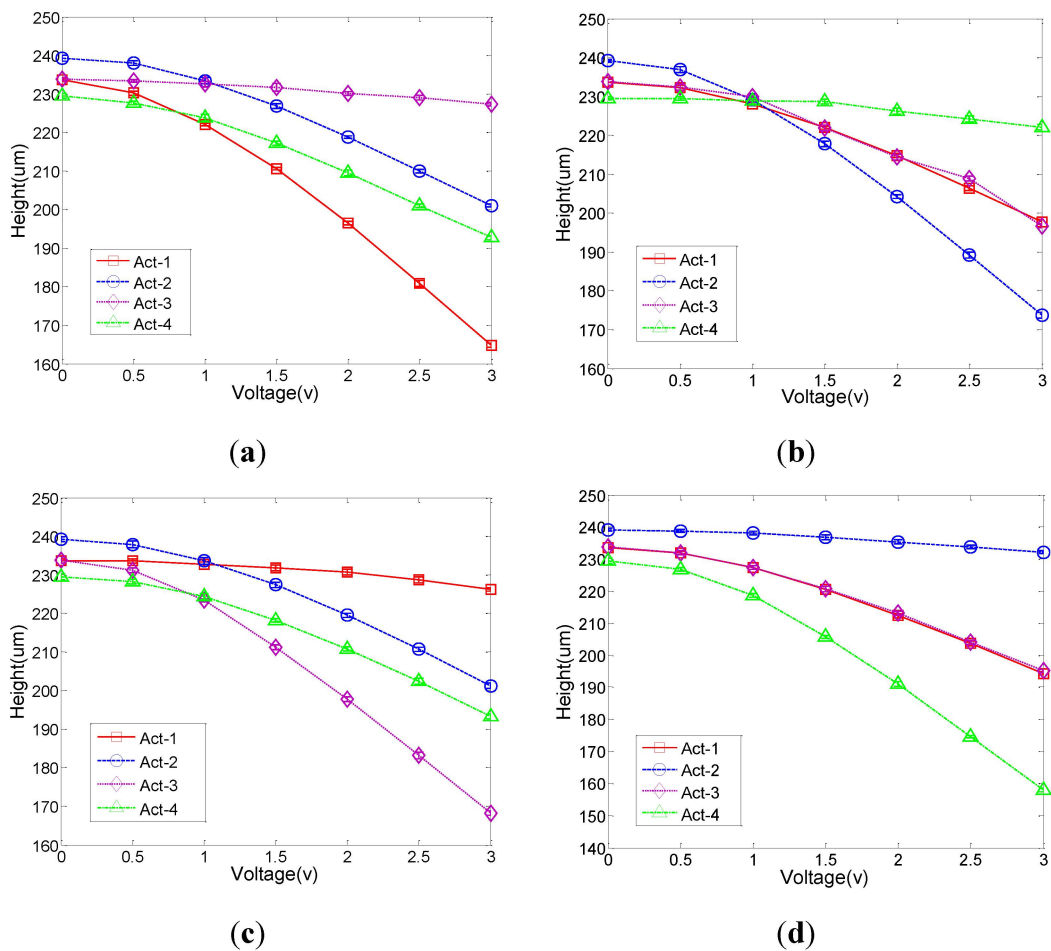 250
240
230
220
210
200
190
180
170
160
Height(um)
Act-1
Act-2
Act-3
Act-4
0 0.5 1 1.5 2 2.5 3
Voltage(v)
(a)
250
240
230
220
210
200
190
180
170
160
Height(um)
Act-1
Act-2
Act-3
Act-4
0 0.5 1 1.5 2 2.5 3
Voltage(v)
(b)
250
240
230
220
210
200
190
180
170
160
Height(um)
Act-1
Act-2
Act-3
Act-4
0 0.5 1 1.5 2 2.5 3
Voltage(v)
(c)
250
240
230
220
210
200
190
180
170
160
150
140
Height(um)
Act-1
Act-2
Act-3
Act-4
0 0.5 1 1.5 2 2.5 3
Voltage(v)
(d)